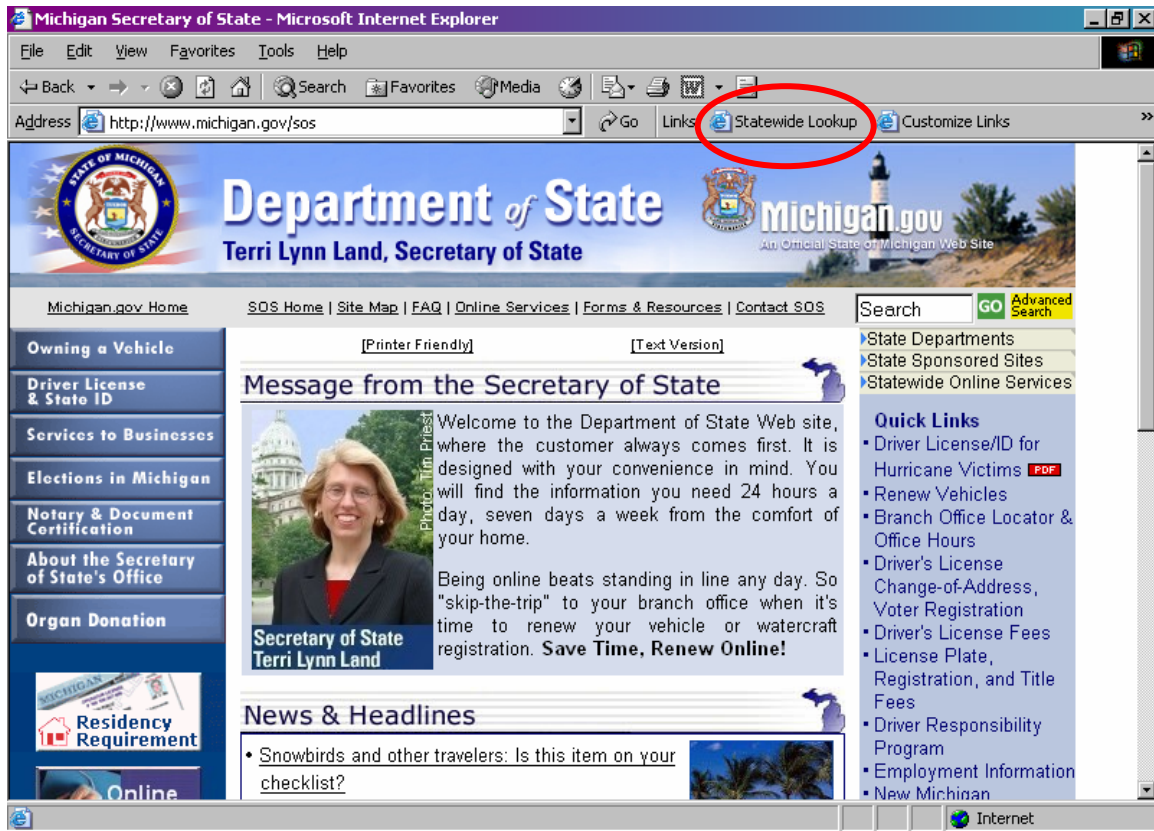 Michigan Secretary of State - Microsoft Internet Explorer
File Edit View Favorites Tools Help
Back Search Favorites Media
Address http://www.michigan.gov/sos Go Links Statewide Lookup Customize Links »
STATE OF MICHIGAN
SECRETARY OF STATE
Department of State
Terri Lynn Land, Secretary of State
Michigan.gov
An Official State of Michigan Web Site
Michigan.gov Home
SOS Home | Site Map | FAQ | Online Services | Forms & Resources | Contact SOS
Search GO Advanced
Search
Owning a Vehicle
Driver License
& State ID
Services to Businesses
Elections in Michigan
Notary & Document
Certification
About the Secretary
of State's Office
Organ Donation
MICHIGAN
Residency
Requirement
Online
[Printer Friendly] [Text Version]
Message from the Secretary of State
Photo: Tim Priest
Secretary of State
Terri Lynn Land
Welcome to the Department of State Web site,
where the customer always comes first. It is
designed with your convenience in mind. You
will find the information you need 24 hours a
day, seven days a week from the comfort of
your home.
Being online beats standing in line any day. So
"skip-the-trip" to your branch office when it's
time to renew your vehicle or watercraft
registration. Save Time, Renew Online!
News & Headlines
• Snowbirds and other travelers: Is this item on your
checklist?
State Departments
State Sponsored Sites
Statewide Online Services
Quick Links
Driver License/ID for
Hurricane Victims PDF
Renew Vehicles
Branch Office Locator &
Office Hours
Driver's License
Change-of-Address,
Voter Registration
Driver's License Fees
License Plate,
Registration, and Title
Fees
Driver Responsibility
Program
Employment Information
New Michigan
Internet